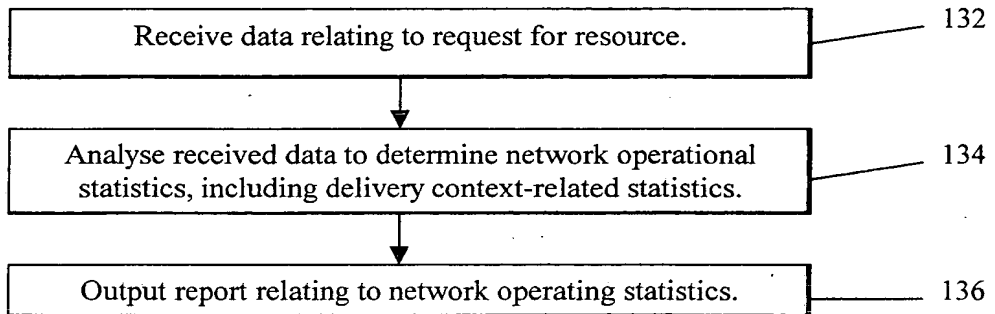 Receive data relating to request for resource.
132
Analyse received data to determine network operational
statistics, including delivery context-related statistics.
134
Output report relating to network operating statistics.
136